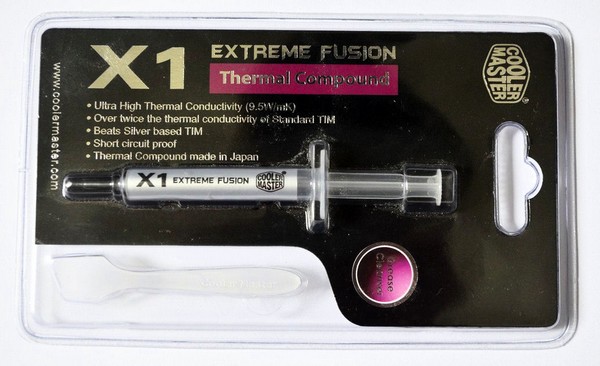 X1
EXTREME FUSION
Thermal Compound
COOLER
MASTER
• Ultra High Thermal Conductivity (9.5W/mK)
• Over twice the thermal conductivity of Standard TIM
• Beats Silver based TIM
• Short circuit proof
• Thermal Compound made in Japan
www.coolermaster.com
X1 EXTREME FUSION
COOLER
MASTER
Grease
Cleaner